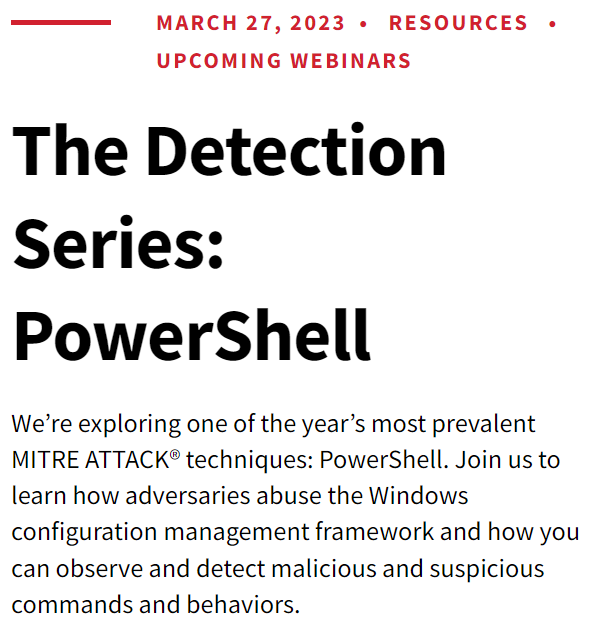 MARCH 27, 2023 • RESOURCES •
UPCOMING WEBINARS
The Detection
Series:
PowerShell
We’re exploring one of the year’s most prevalent
MITRE ATTACK® techniques: PowerShell. Join us to
learn how adversaries abuse the Windows
configuration management framework and how you
can observe and detect malicious and suspicious
commands and behaviors.